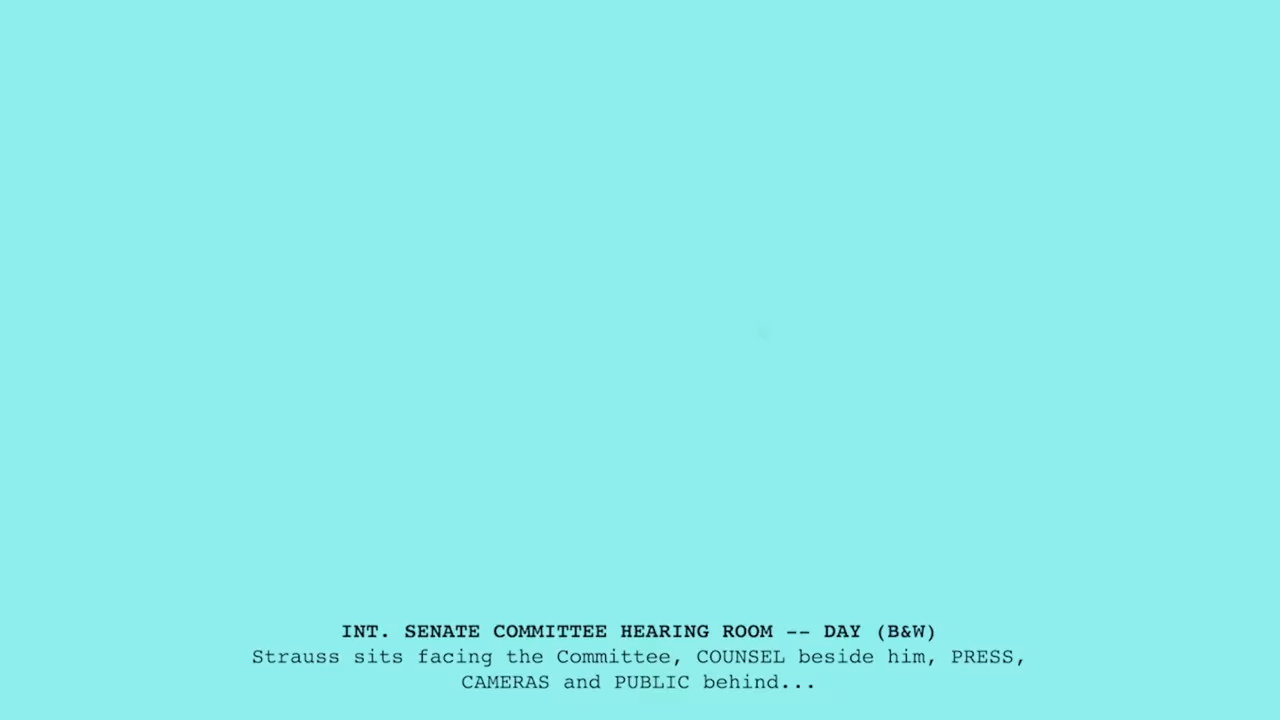 INT. SENATE COMMITTEE HEARING ROOM -- DAY (B&W)
Strauss sits facing the Committee, COUNSEL beside him, PRESS,
CAMERAS and PUBLIC behind...